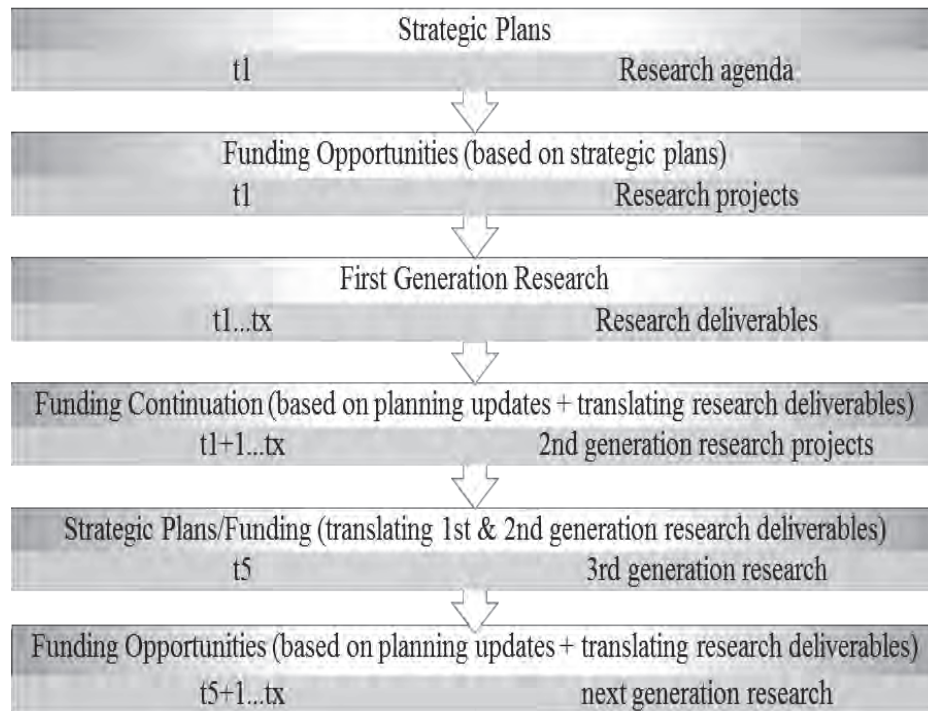 Strategic Plans
t1 Research agenda
Funding Opportunities (based on strategic plans)
t1 Research projects
First Generation Research
t1...tx Research deliverables
Funding Continuation (based on planning updates + translating research deliverables)
t1+1...tx 2nd generation research projects
Strategic Plans/Funding (translating 1st & 2nd generation research deliverables)
t5 3rd generation research
Funding Opportunities (based on planning updates + translating research deliverables)
t5+1...tx next generation research